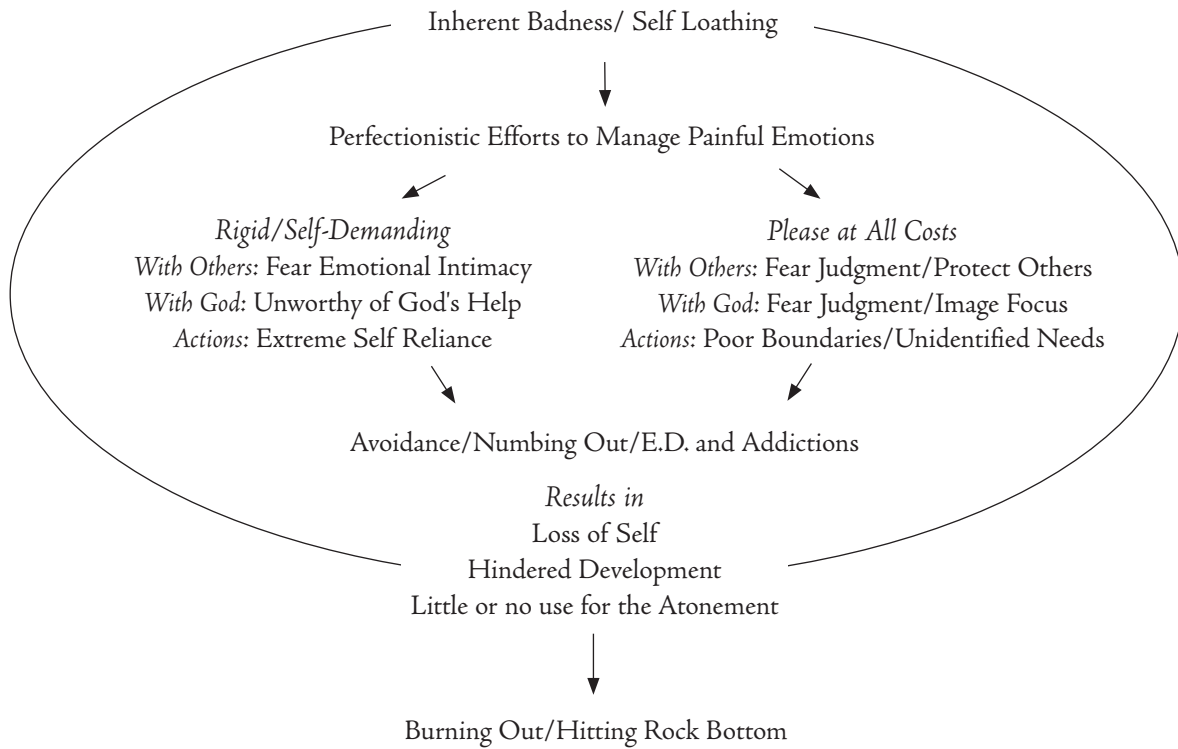 Inherent Badness/ Self Loathing
Perfectionistic Efforts to Manage Painful Emotions
Rigid/Self-Demanding
With Others: Fear Emotional Intimacy
With God: Unworthy of God's Help
Actions: Extreme Self Reliance
Please at All Costs
With Others: Fear Judgment/Protect Others
With God: Fear Judgment/Image Focus
Actions: Poor Boundaries/Unidentified Needs
Avoidance/Numbing Out/E.D. and Addictions
Results in
Loss of Self
Hindered Development
Little or no use for the Atonement
Burning Out/Hitting Rock Bottom